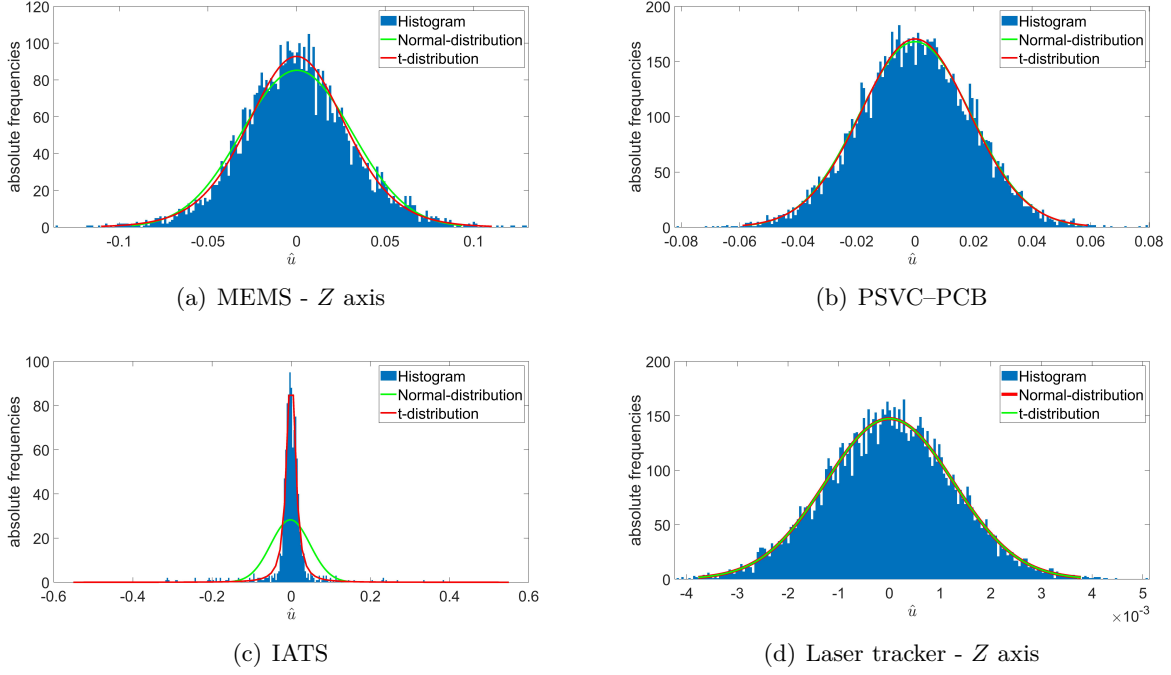 120
100
80
60
40
20
0
absolute frequencies
-0.1 -0.05 0 0.05 0.1
û
Histogram
Normal-distribution
t-distribution
(a) MEMS - Z axis
200
150
100
50
0
absolute frequencies
-0.08 -0.06 -0.04 -0.02 0 0.02 0.04 0.06 0.08
û
Histogram
Normal-distribution
t-distribution
(b) PSVC–PCB
100
80
60
40
20
0
absolute frequencies
-0.6 -0.4 -0.2 0 0.2 0.4 0.6
û
Histogram
Normal-distribution
t-distribution
(c) IATS
200
150
100
50
0
absolute frequencies
-4 -3 -2 -1 0 1 2 3 4 5
û
×10⁻³
Histogram
Normal-distribution
t-distribution
(d) Laser tracker - Z axis